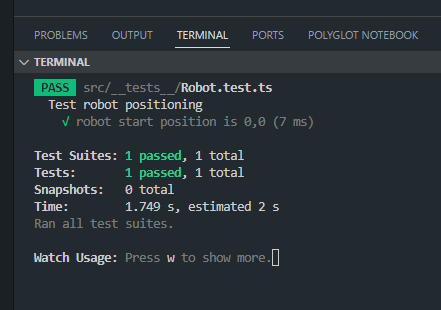 PROBLEMS OUTPUT TERMINAL PORTS POLYGLOT NOTEBOOK
TERMINAL
PASS src/__tests__/Robot.test.ts
Test robot positioning
√ robot start position is 0,0 (7 ms)
Test Suites: 1 passed, 1 total
Tests: 1 passed, 1 total
Snapshots: 0 total
Time: 1.749 s, estimated 2 s
Ran all test suites.
Watch Usage: Press w to show more.